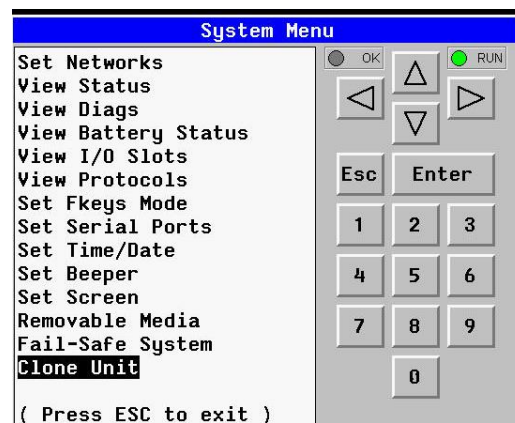 System Menu
Set Networks
View Status
View Diags
View Battery Status
View I/O Slots
View Protocols
Set Fkeys Mode
Set Serial Ports
Set Time/Date
Set Beeper
Set Screen
Removable Media
Fail-Safe System
Clone Unit
( Press ESC to exit )
OK
RUN
Esc Enter
1 2 3
4 5 6
7 8 9
0